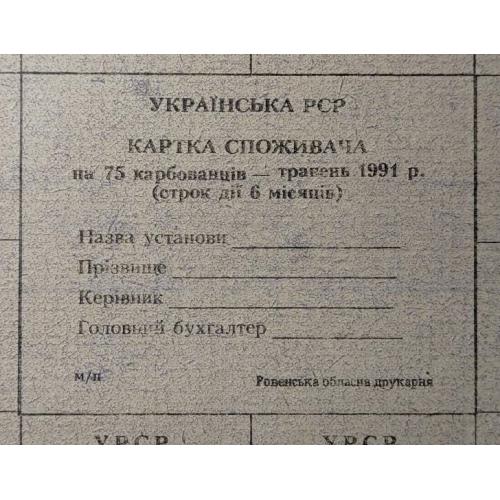 УКРАЇНСЬКА РСР
КАРТКА СПОЖИВАЧА
на 75 карбованців — травень 1991 р.
(строк дії 6 місяців)
Назва установи
Прізвище
Керівник
Головний бухгалтер
м/п
Ровенська обласна друкарня
УРСР УРСР